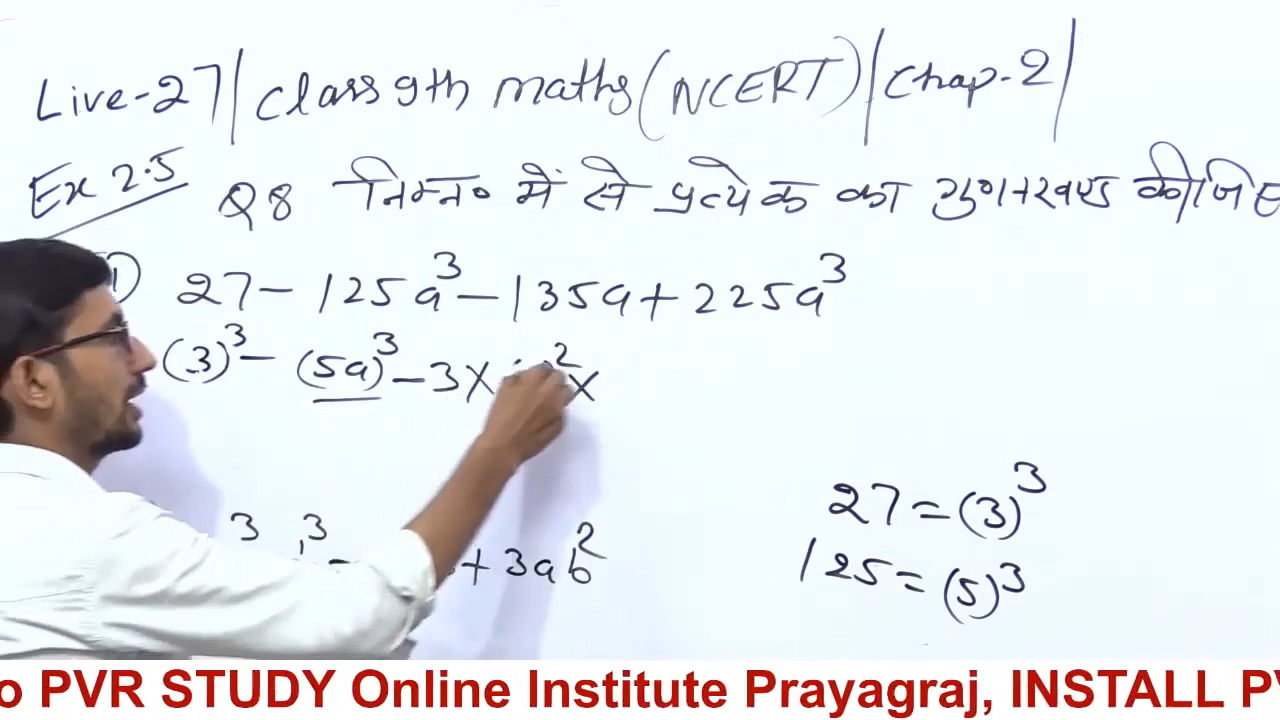 Live-27 | Class 9th maths (NCERT) | Chap-2 |
Ex 2.5
Q8 निम्न० में से प्रत्येक का गुणनखण्ड
27 - 125a³ - 135a + 225a³
(3)³ - (5a)³ - 3 ×
+ 3ab²
27 = (3)³
125 = (5)³
PVR STUDY Online Institute Prayagraj, INSTALL